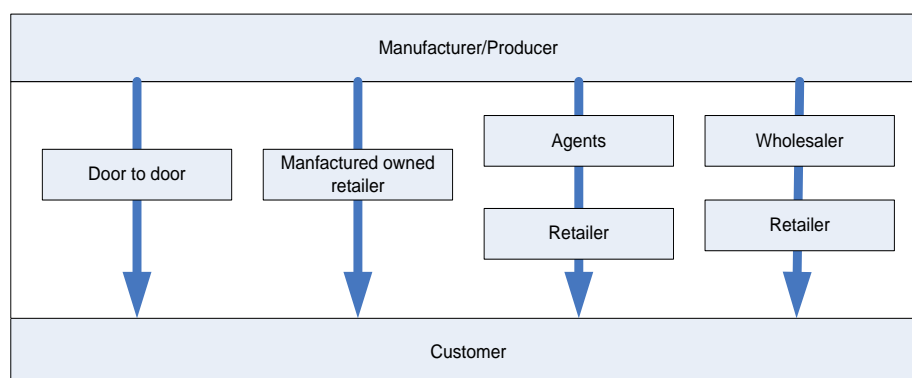 Manufacturer/Producer
Agents
Wholesaler
Door to door
Manfactured owned
retailer
Retailer
Retailer
Customer